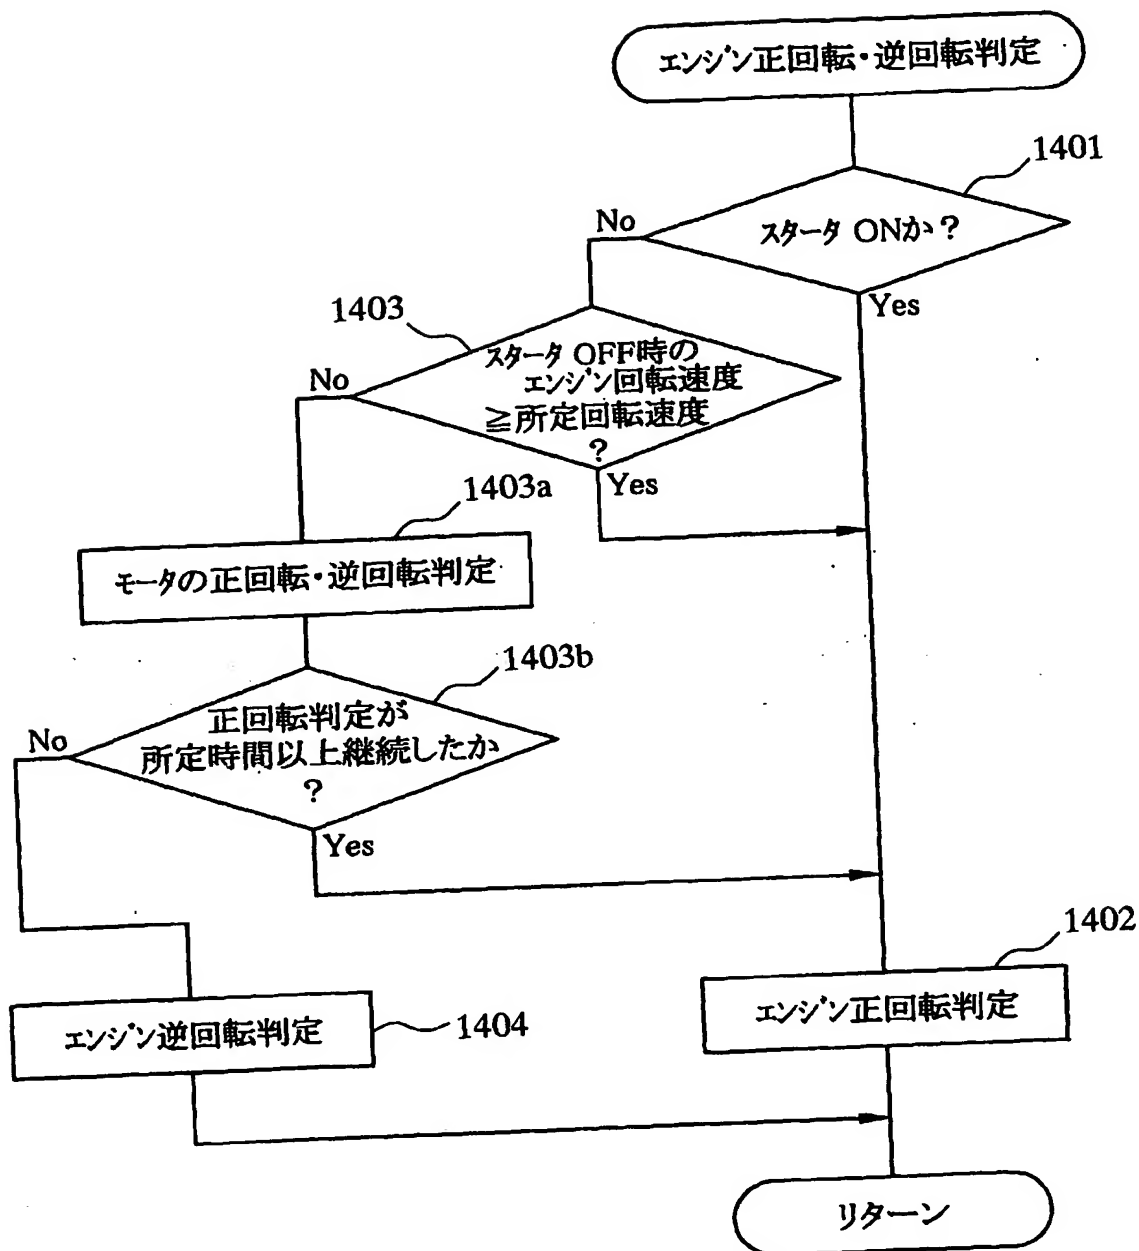 エンジン正回転・逆回転判定
1401
スタータ ONか?
No
Yes
1403
スタータ OFF時の
エンジン回転速度
≧所定回転速度
?
No
Yes
1403a
モータの正回転・逆回転判定
1403b
正回転判定が
所定時間以上継続したか
?
No
Yes
1402
エンジン正回転判定
エンジン逆回転判定
1404
リターン